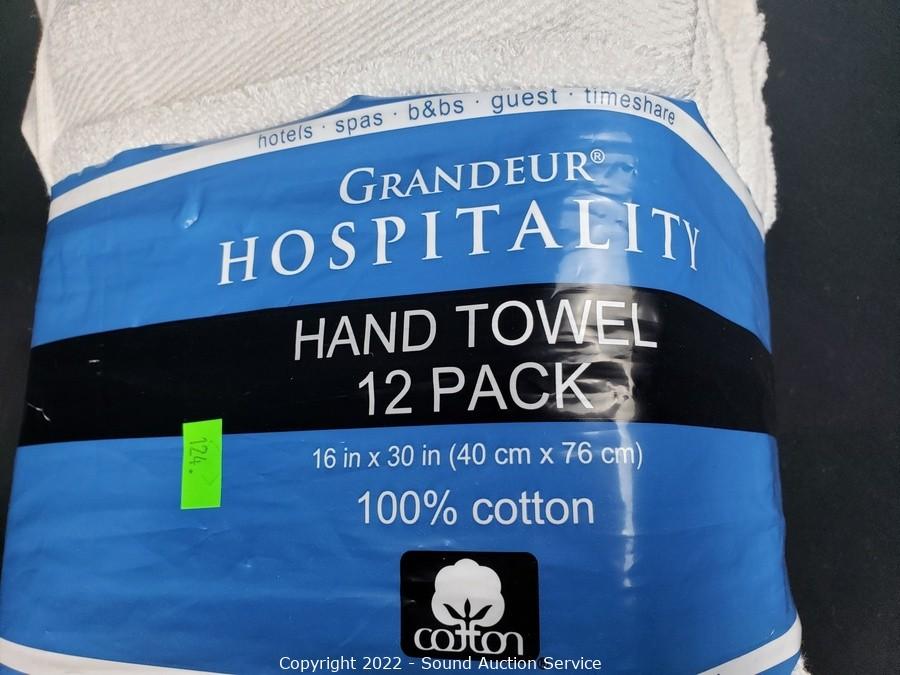 hotels · spas · b&bs · guest · timeshare
GRANDEUR®
HOSPITALITY
HAND TOWEL
12 PACK
124.
16 in x 30 in (40 cm x 76 cm)
100% cotton
cotton
Copyright 2022 - Sound Auction Service